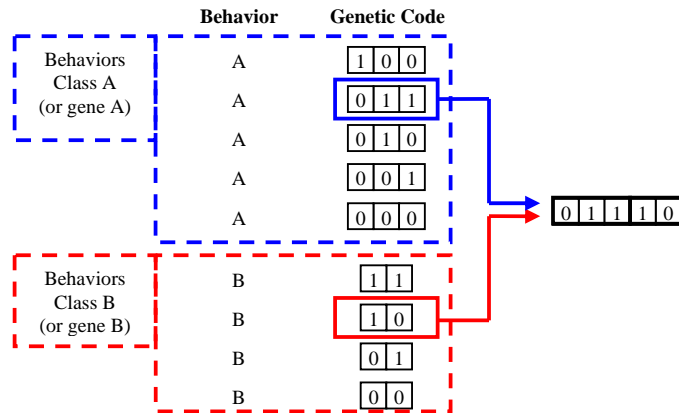 Behavior Genetic Code
Behaviors
Class A
(or gene A)
A 1 0 0
A 0 1 1
A 0 1 0
A 0 0 1
A 0 0 0
0 1 1 1 0
Behaviors
Class B
(or gene B)
B 1 1
B 1 0
B 0 1
B 0 0